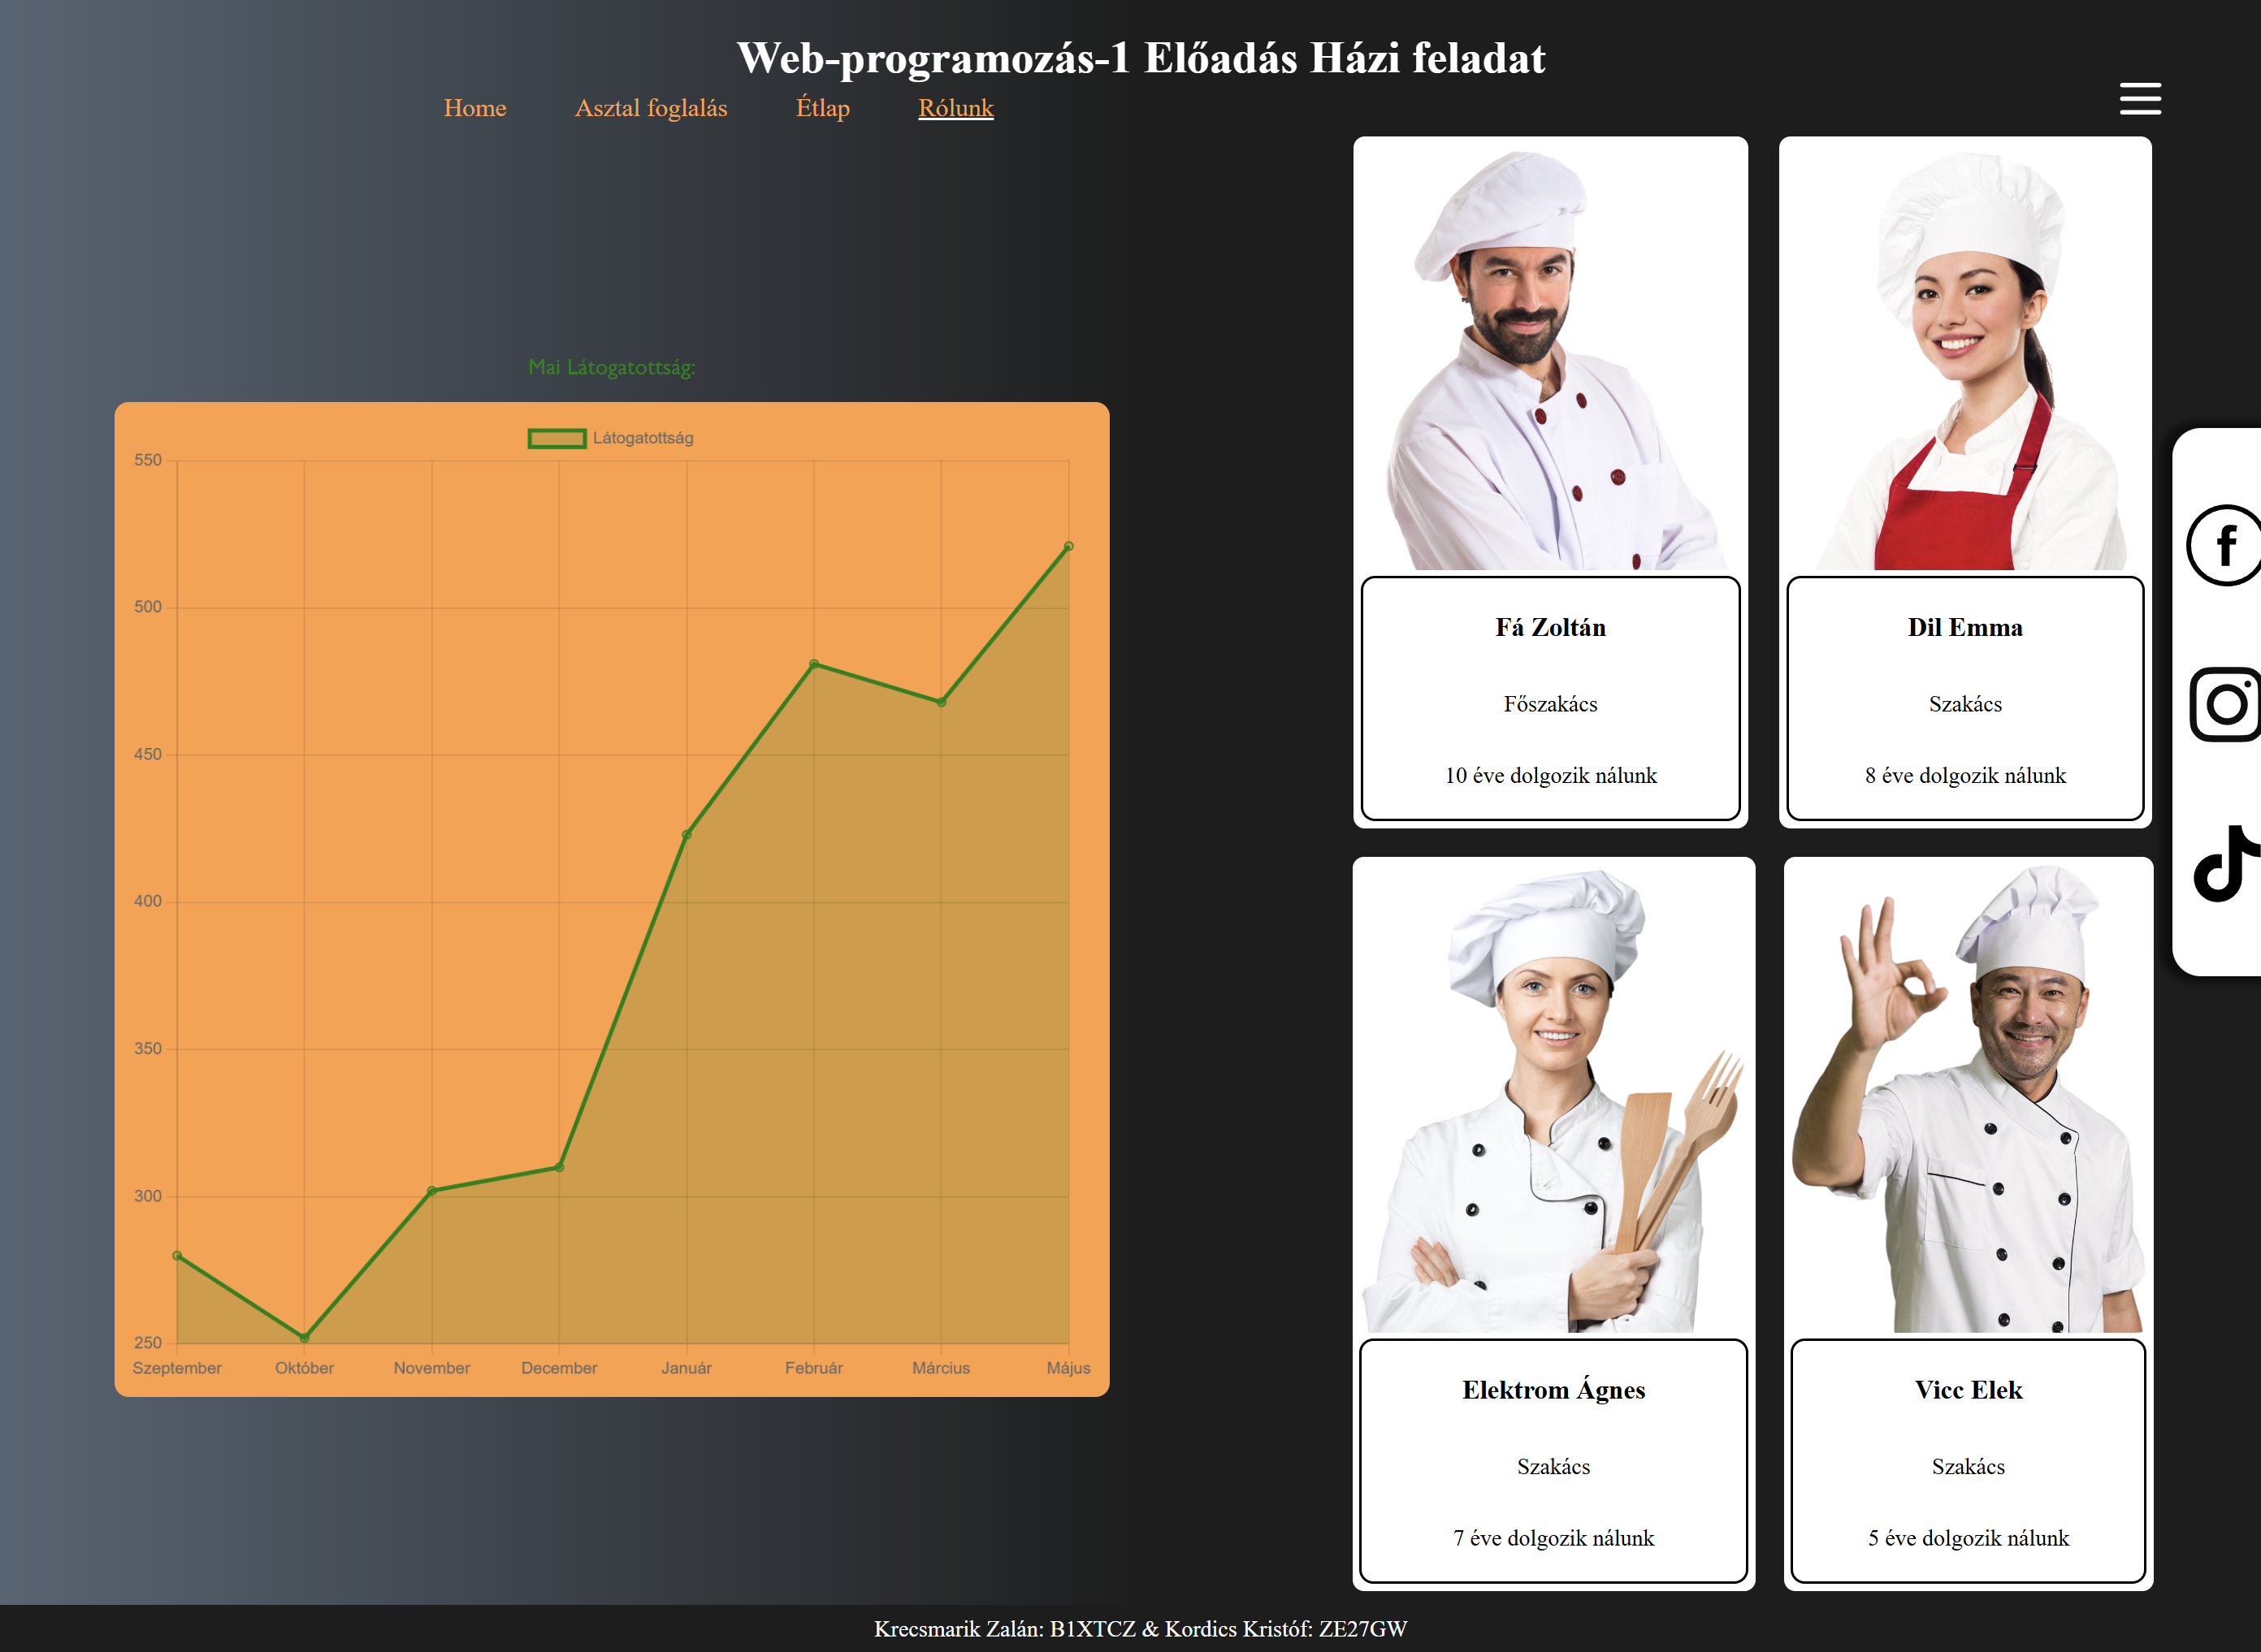 Web-programozás-1 Előadás Házi feladat
Home Asztal foglalás Étlap Rólunk
Mai Látogatottság:
Látogatottság
550
500
450
400
350
300
250
Szeptember Október November December Január Február Március Május
Fá Zoltán
Főszakács
10 éve dolgozik nálunk
Dil Emma
Szakács
8 éve dolgozik nálunk
Elektrom Ágnes
Szakács
7 éve dolgozik nálunk
Vicc Elek
Szakács
5 éve dolgozik nálunk
Krecsmarik Zalán: B1XTCZ & Kordics Kristóf: ZE27GW